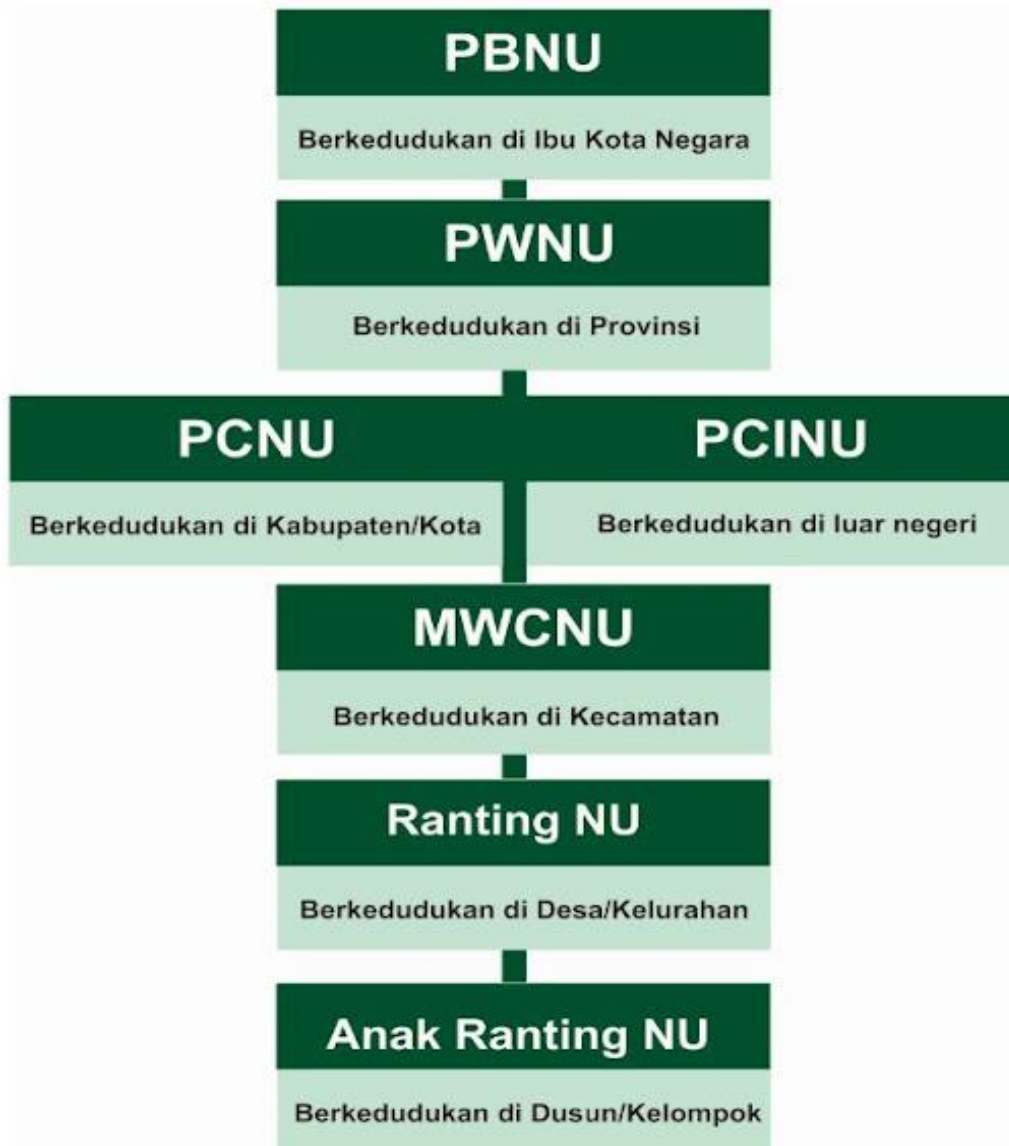 PBNU
Berkedudukan di Ibu Kota Negara
PWNU
Berkedudukan di Provinsi
PCNU
Berkedudukan di Kabupaten/Kota
PCINU
Berkedudukan di luar negeri
MWCNU
Berkedudukan di Kecamatan
Ranting NU
Berkedudukan di Desa/Kelurahan
Anak Ranting NU
Berkedudukan di Dusun/Kelompok